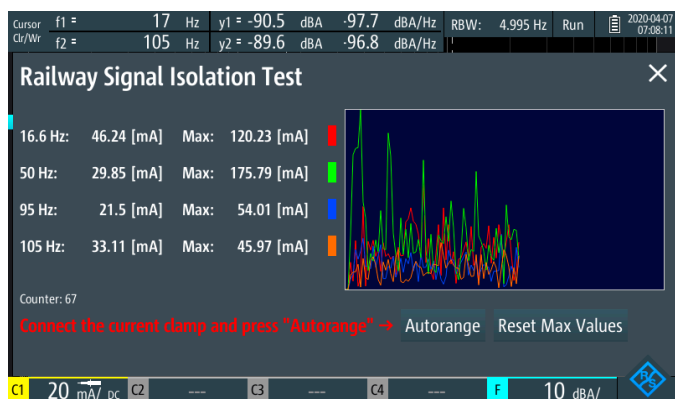 Cursor f1 = 17 Hz y1 = -90.5 dBA -97.7 dBA/Hz RBW: 4.995 Hz Run 2020-04-07
Clr/Wr f2 = 105 Hz y2 = -89.6 dBA -96.8 dBA/Hz 07:08:11
Railway Signal Isolation Test
16.6 Hz: 46.24 [mA] Max: 120.23 [mA]
50 Hz: 29.85 [mA] Max: 175.79 [mA]
95 Hz: 21.5 [mA] Max: 54.01 [mA]
105 Hz: 33.11 [mA] Max: 45.97 [mA]
Counter: 67
Connect the current clamp and press "Autorange" → Autorange Reset Max Values
C1 20 mA/ DC C2 --- C3 --- C4 --- F 10 dBA/ R&S